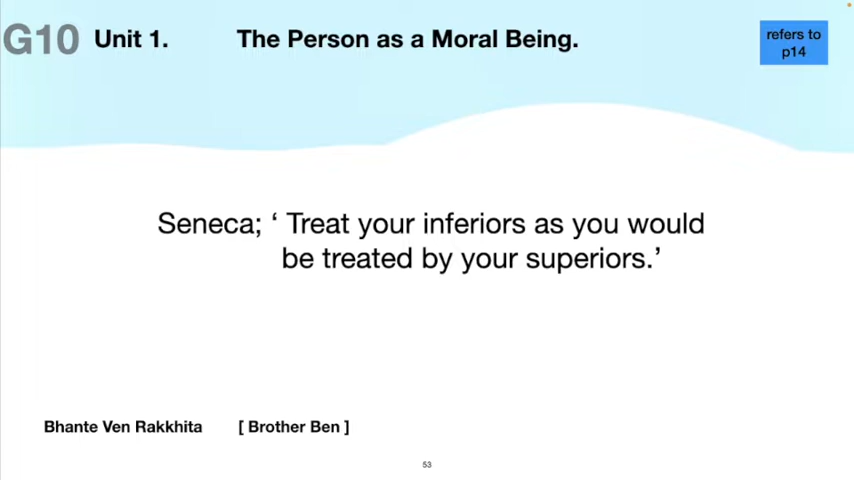 G10 Unit 1. The Person as a Moral Being.
refers to
p14
Seneca; ‘ Treat your inferiors as you would
be treated by your superiors.’
Bhante Ven Rakkhita [ Brother Ben ]
53